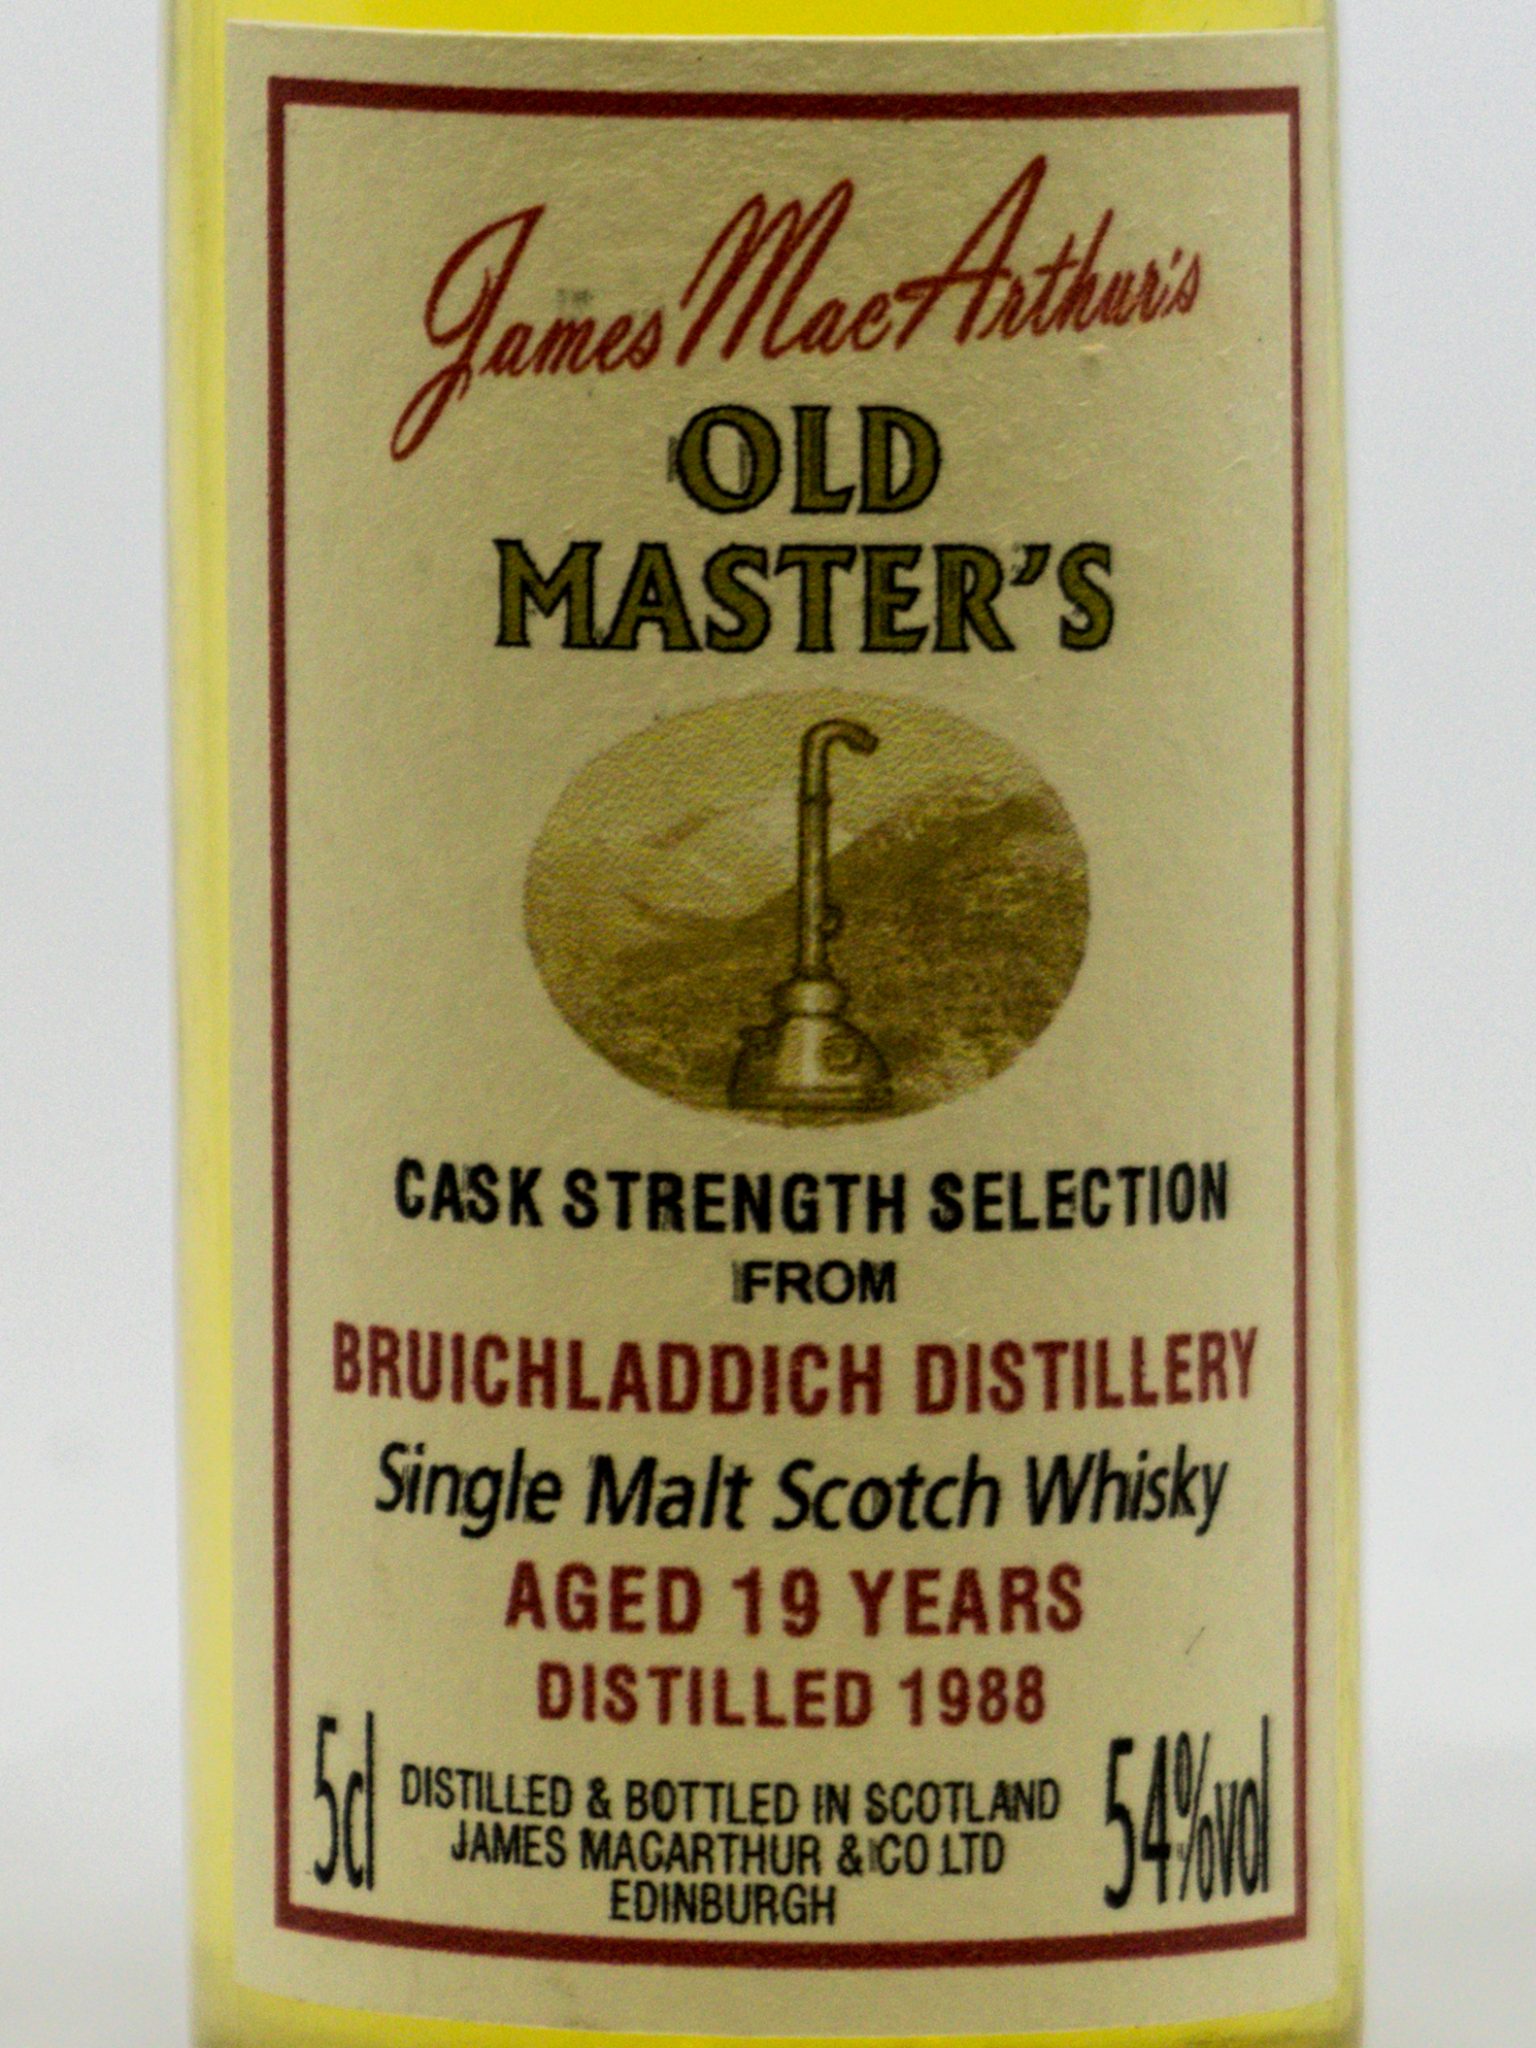 James MacArthur's
OLD
MASTER'S
CASK STRENGTH SELECTION
FROM
BRUICHLADDICH DISTILLERY
Single Malt Scotch Whisky
AGED 19 YEARS
DISTILLED 1988
5cl
DISTILLED & BOTTLED IN SCOTLAND
JAMES MACARTHUR & CO LTD
EDINBURGH
54%vol